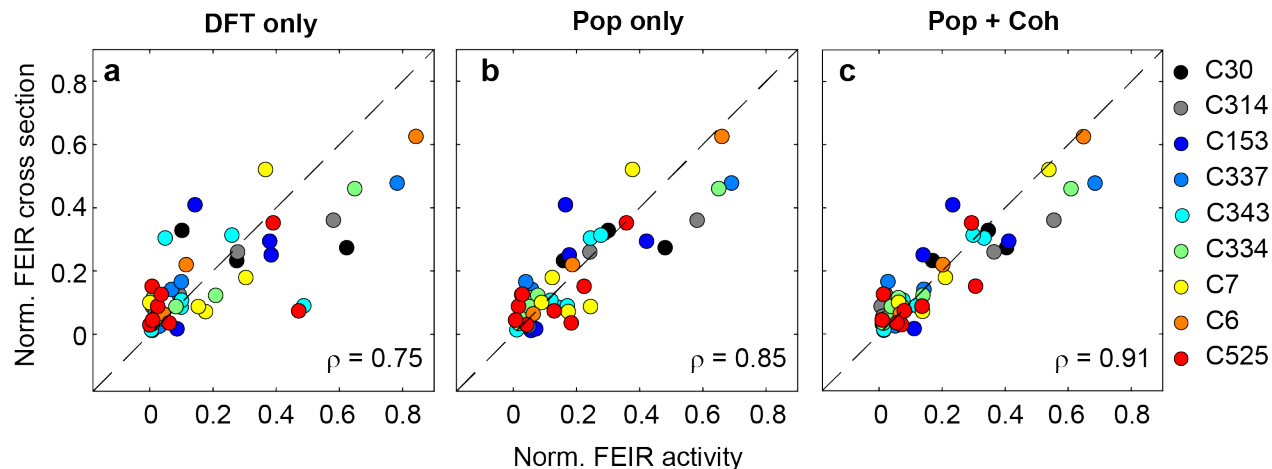 DFT only
Pop only
Pop + Coh
a
b
c
Norm. FEIR cross section
0.8
0.6
0.4
0.2
0
ρ = 0.75
ρ = 0.85
ρ = 0.91
0 0.2 0.4 0.6 0.8
0 0.2 0.4 0.6 0.8
0 0.2 0.4 0.6 0.8
Norm. FEIR activity
C30
C314
C153
C337
C343
C334
C7
C6
C525